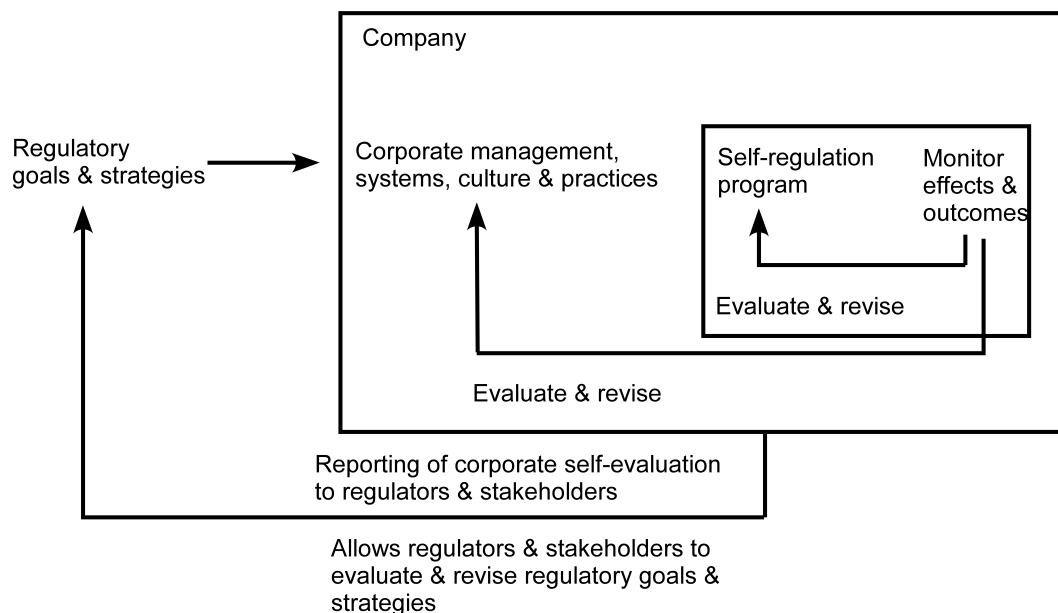 Company
Regulatory
goals & strategies
Corporate management,
systems, culture & practices
Self-regulation
program
Monitor
effects &
outcomes
Evaluate & revise
Evaluate & revise
Reporting of corporate self-evaluation
to regulators & stakeholders
Allows regulators & stakeholders to
evaluate & revise regulatory goals &
strategies